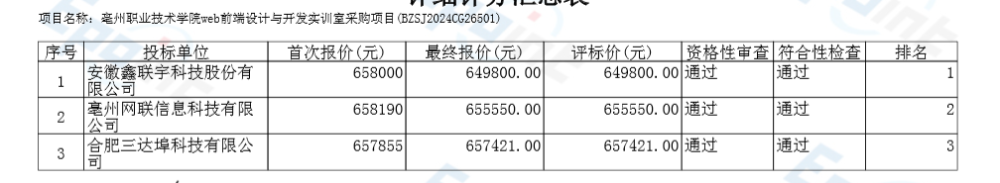 详细评分汇总表
项目名称：亳州职业技术学院web前端设计与开发实训室采购项目(BZSJ2024CG26501)
序号 投标单位 首次报价(元) 最终报价(元) 评标价(元) 资格性审查 符合性检查 排名
1 安徽鑫联宇科技股份有限公司 658000 649800.00 649800.00 通过 通过 1
2 亳州网联信息科技有限公司 658190 655550.00 655550.00 通过 通过 2
3 合肥三达埠科技有限公司 657855 657421.00 657421.00 通过 通过 3